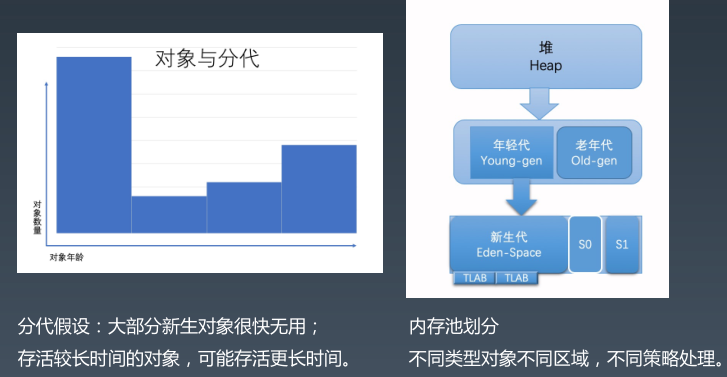 对象与分代
对象数量
对象年龄
分代假设：大部分新生对象很快无用；
存活较长时间的对象，可能存活更长时间。
堆
Heap
年轻代
Young-gen
老年代
Old-gen
新生代
Eden-Space
S0
S1
TLAB
TLAB
内存池划分
不同类型对象不同区域，不同策略处理。